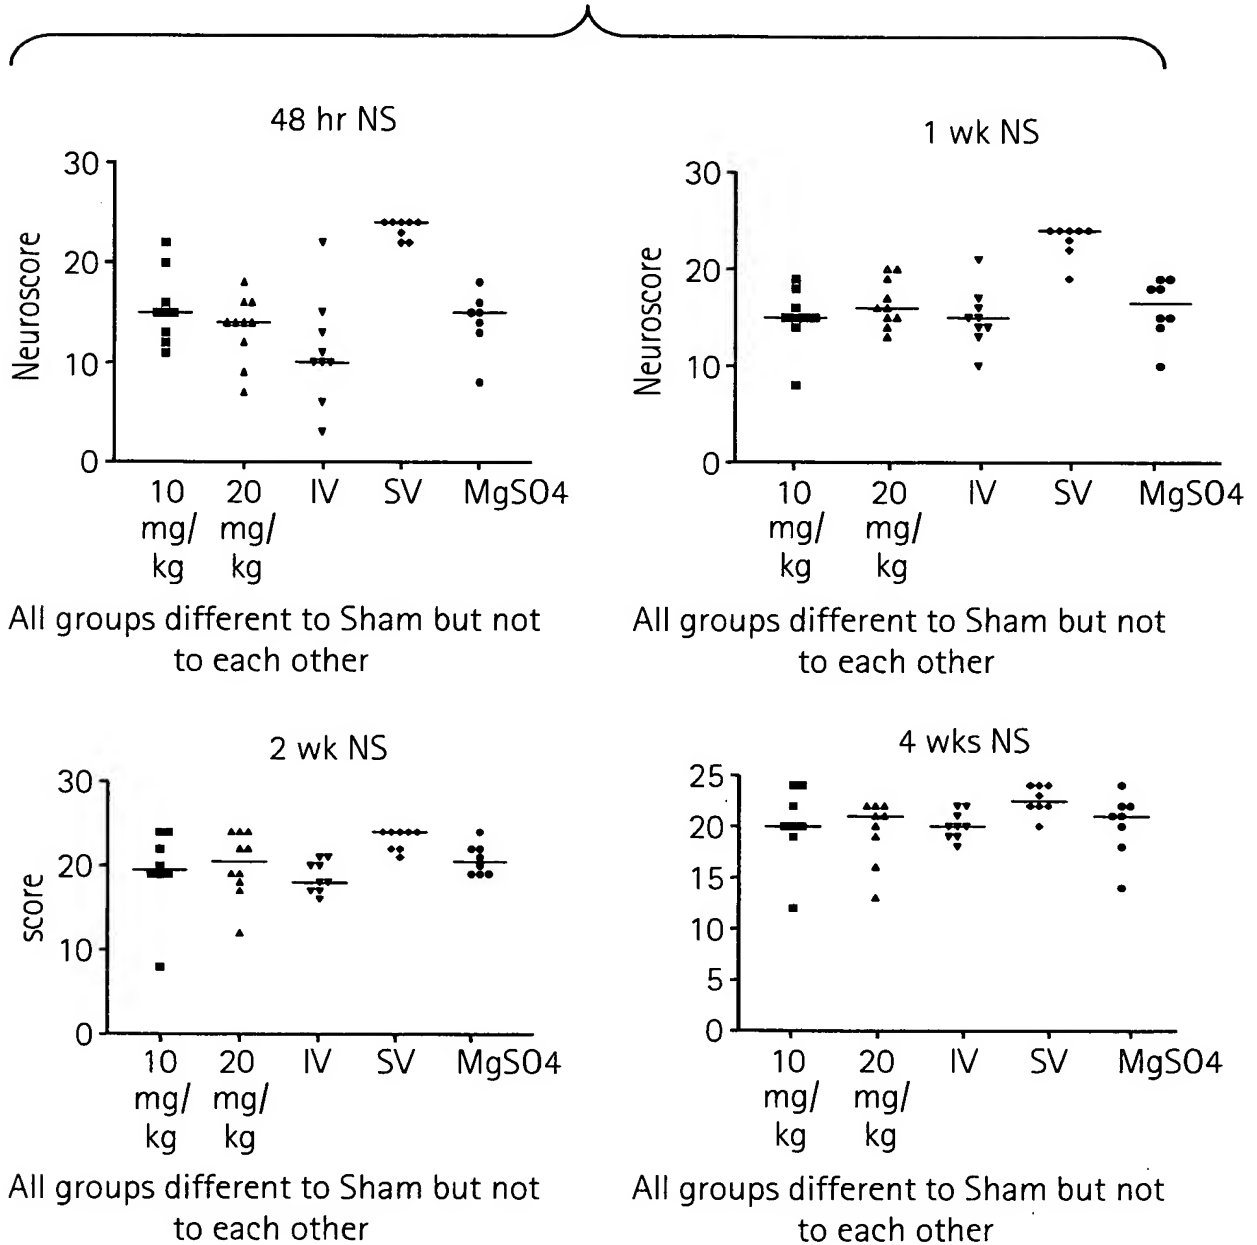 48 hr NS
30
20
10
0
Neuroscore
10 mg/ kg
20 mg/ kg
IV
SV
MgSO4
All groups different to Sham but not
to each other
1 wk NS
30
20
10
0
Neuroscore
10 mg/ kg
20 mg/ kg
IV
SV
MgSO4
All groups different to Sham but not
to each other
2 wk NS
30
20
10
0
score
10 mg/ kg
20 mg/ kg
IV
SV
MgSO4
All groups different to Sham but not
to each other
4 wks NS
25
20
15
10
5
0
10 mg/ kg
20 mg/ kg
IV
SV
MgSO4
All groups different to Sham but not
to each other